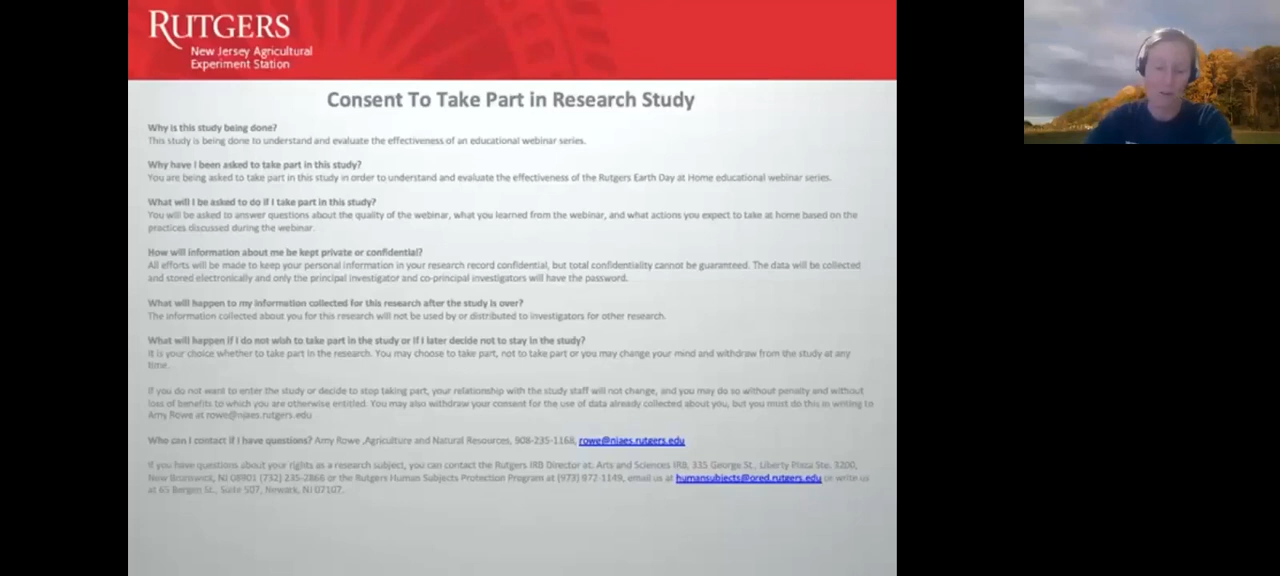 RUTGERS
New Jersey Agricultural
Experiment Station
Consent To Take Part in Research Study
Why is this study being done?
This study is being done to understand and evaluate the effectiveness of an educational webinar series.
Why have I been asked to take part in this study?
You are being asked to take part in this study in order to understand and evaluate the effectiveness of the Rutgers Earth Day at Home educational webinar series.
What will I be asked to do if I take part in this study?
You will be asked to answer questions about the quality of the webinar, what you learned from the webinar, and what actions you expect to take at home based on the
practices discussed during the webinar.
How will information about me be kept private or confidential?
All efforts will be made to keep your personal information in your research record confidential, but total confidentiality cannot be guaranteed. The data will be collected
and stored electronically and only the principal investigator and co-principal investigators will have the password.
What will happen to my information collected for this research after the study is over?
The information collected about you for this research will not be used by or distributed to investigators for other research.
What will happen if I do not wish to take part in the study or if I later decide not to stay in the study?
It is your choice whether to take part in the research. You may choose to take part, not to take part or you may change your mind and withdraw from the study at any
time.
If you do not want to enter the study or decide to stop taking part, your relationship with the study staff will not change, and you may do so without penalty and without
loss of benefits to which you are otherwise entitled. You may also withdraw your consent for the use of data already collected about you, but you must do this in writing to
Amy Rowe at rowe@njaes.rutgers.edu
Who can I contact if I have questions? Amy Rowe ,Agriculture and Natural Resources, 908-235-1168, rowe@njaes.rutgers.edu
If you have questions about your rights as a research subject, you can contact the Rutgers IRB Director at: Arts and Sciences IRB, 335 George St., Liberty Plaza Ste. 3200,
New Brunswick, NJ 08901 (732) 235-2866 or the Rutgers Human Subjects Protection Program at (973) 972-1149, email us at humansubjects@ored.rutgers.edu or write us
at 65 Bergen St., Suite 507, Newark, NJ 07107.